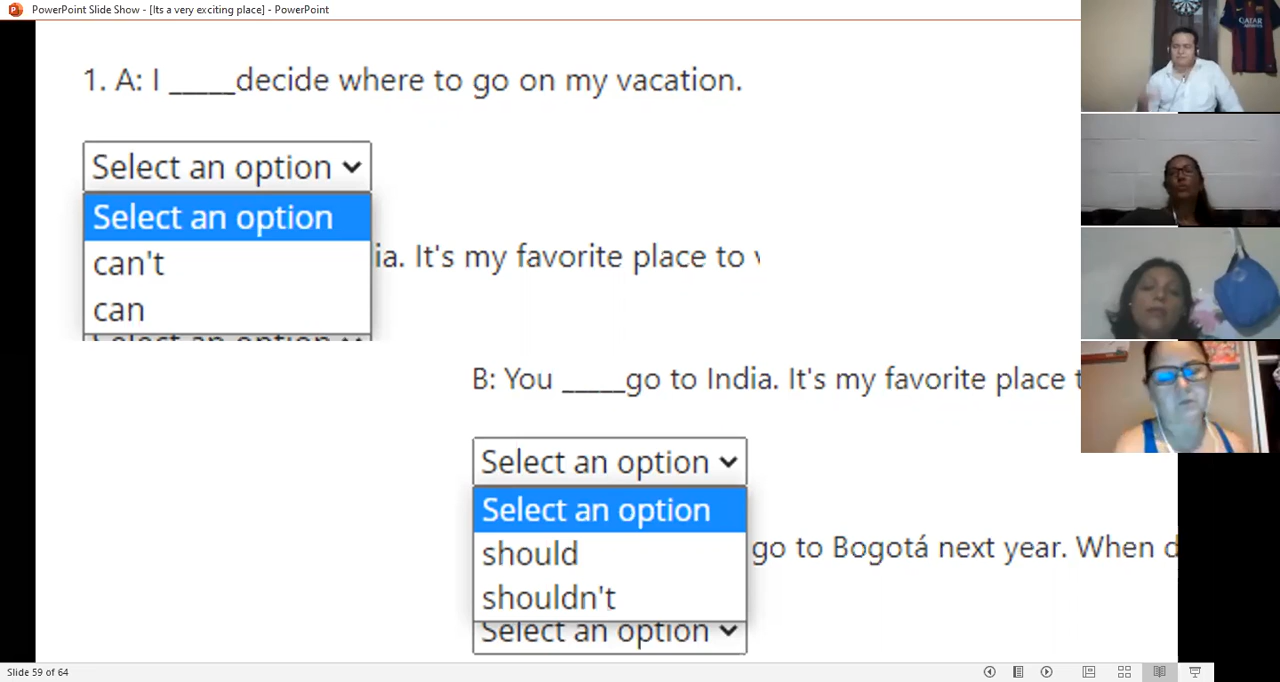 PowerPoint Slide Show - [Its a very exciting place] - PowerPoint
1. A: I _____decide where to go on my vacation.
Select an option
Select an option
can't
ia. It's my favorite place to
can
Select an option
B: You _____go to India. It's my favorite place
Select an option
Select an option
should
go to Bogotá next year. When
shouldn't
Select an option
QATAR
Slide 59 of 64